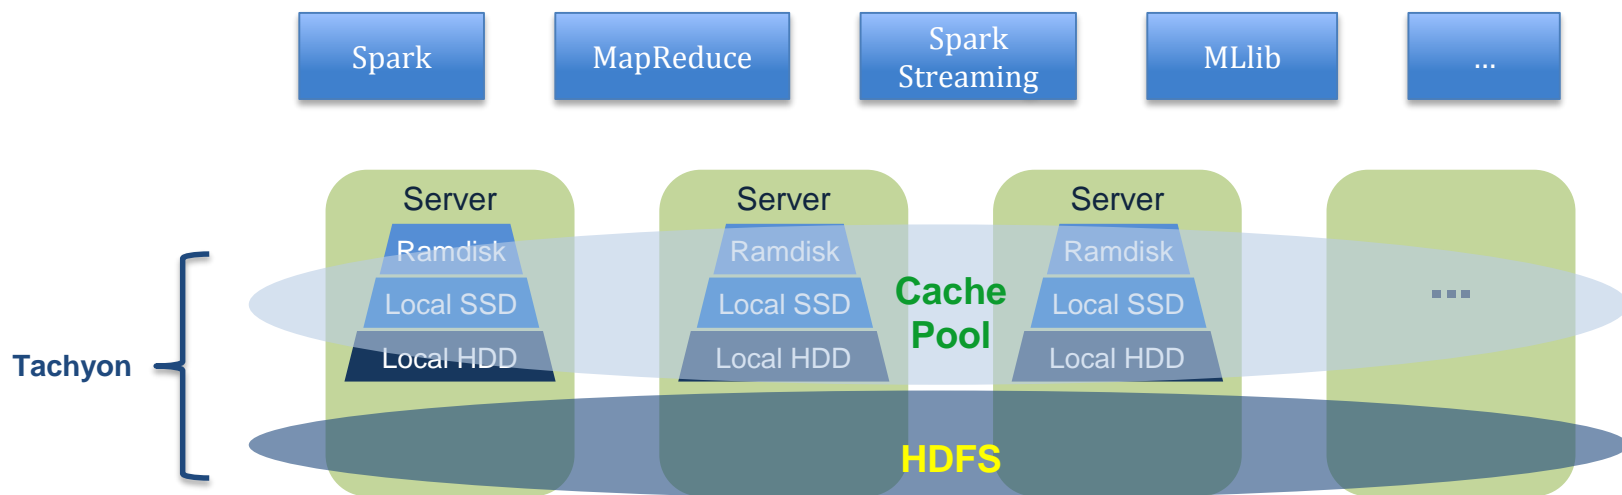 Spark
MapReduce
Spark
Streaming
MLlib
...
Server
Server
Server
Ramdisk
Ramdisk
Ramdisk
Local SSD
Local SSD
Local SSD
Cache
Pool
...
Local HDD
Local HDD
Local HDD
Tachyon
HDFS